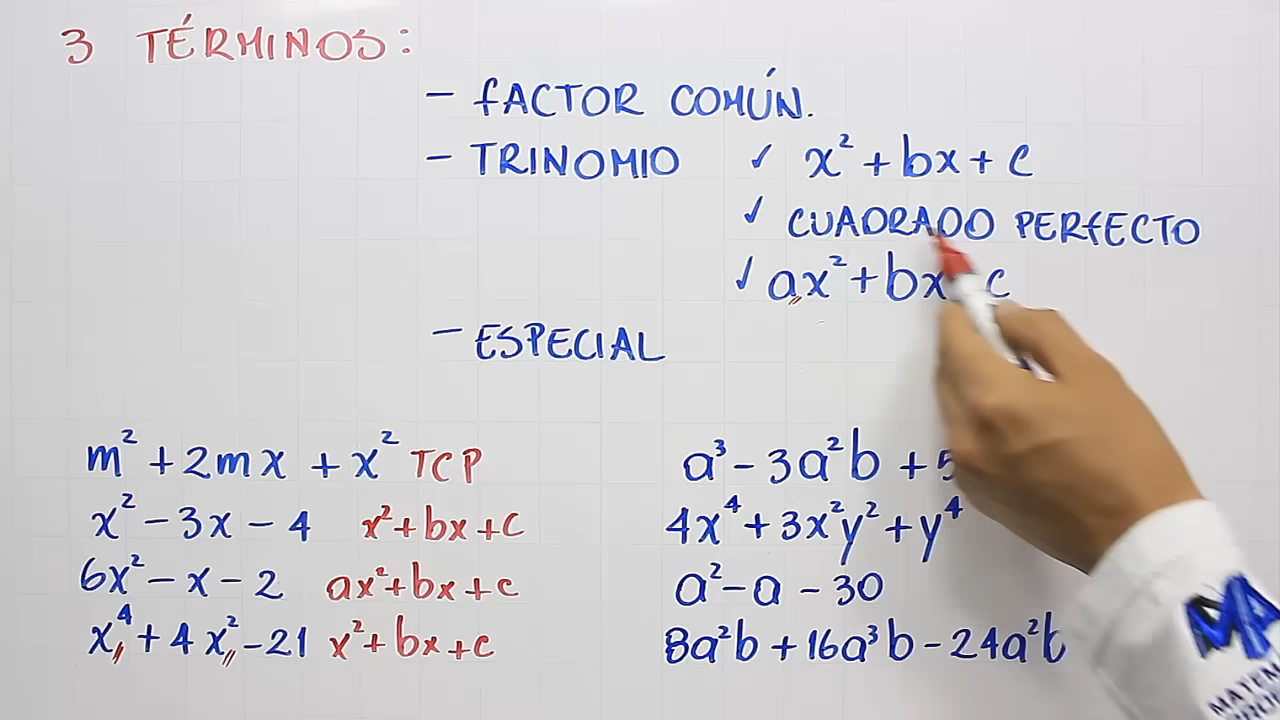 3 TÉRMINOS:
- FACTOR COMÚN.
- TRINOMIO ✓ x² + bx + c
✓ CUADRADO PERFECTO
✓ ax² + bx c
- ESPECIAL
m² + 2mx + x² TCP
x² - 3x - 4 x² + bx + c
6x² - x - 2 ax² + bx + c
x⁴ + 4x² - 21 x² + bx + c
a³ - 3a²b + 5
4x⁴ + 3x²y² + y⁴
a² - a - 30
8a²b + 16a³b - 24a²b
MA